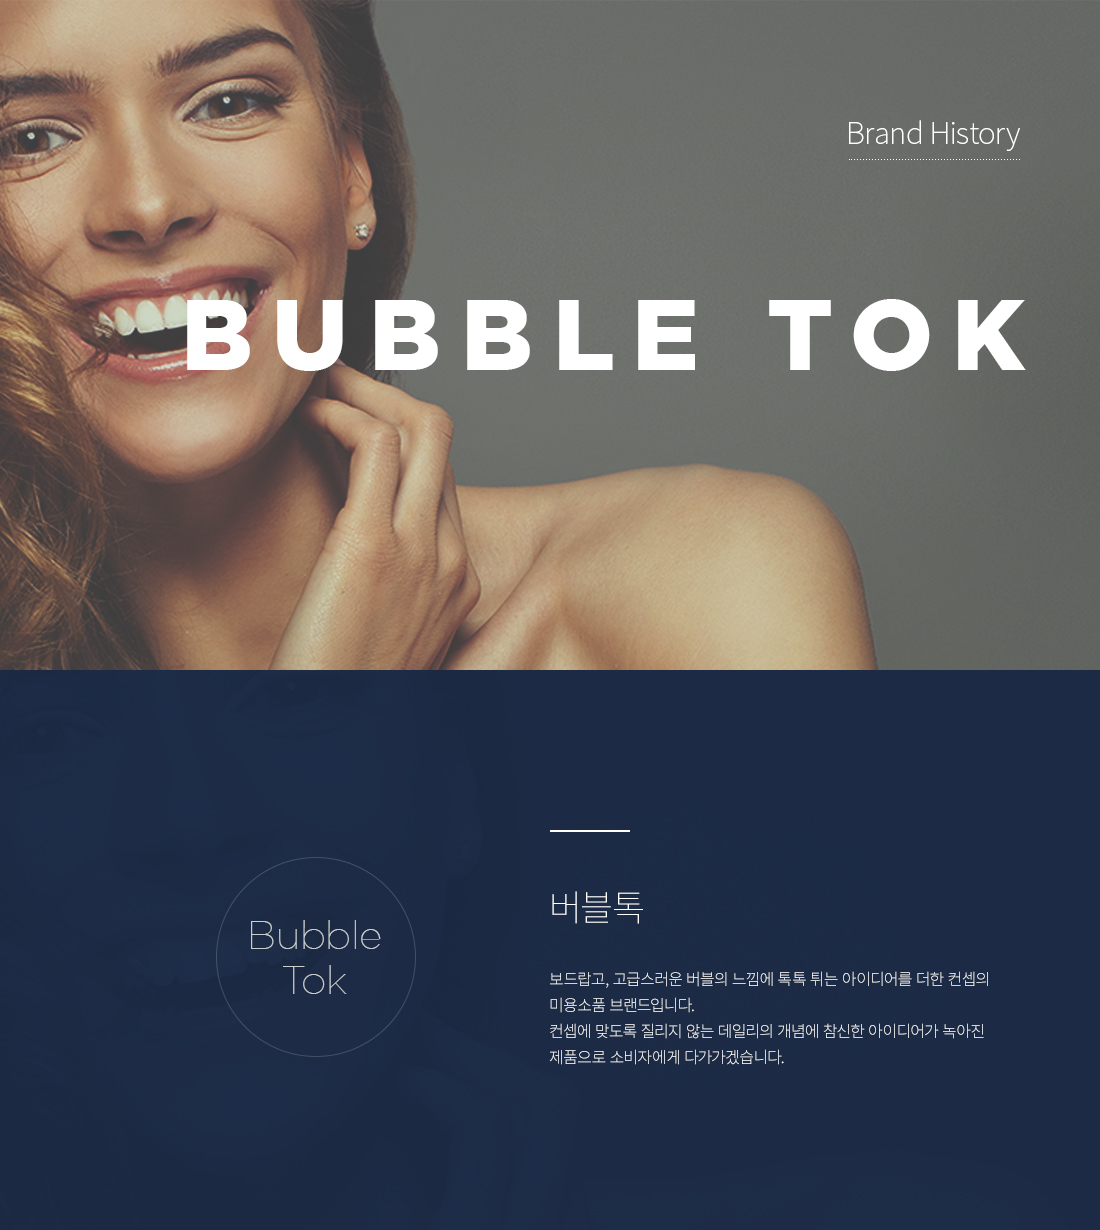 Brand History
BUBBLE TOK
Bubble
Tok
버블톡
보드랍고, 고급스러운 버블의 느낌에 톡톡 튀는 아이디어를 더한 컨셉의
미용소품 브랜드입니다.
컨셉에 맞도록 질리지 않는 데일리의 개념에 참신한 아이디어가 녹아진
제품으로 소비자에게 다가가겠습니다.